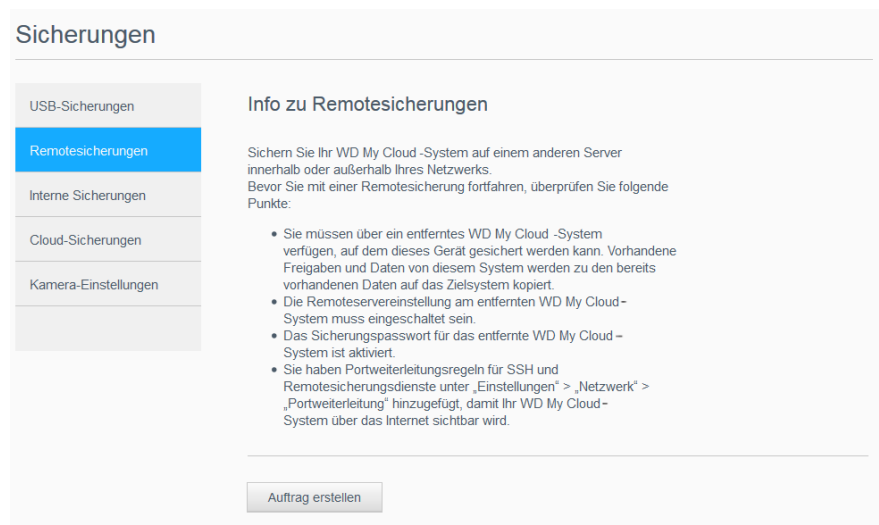 Sicherungen
USB-Sicherungen
Remotesicherungen
Interne Sicherungen
Cloud-Sicherungen
Kamera-Einstellungen
Info zu Remotesicherungen
Sichern Sie Ihr WD My Cloud -System auf einem anderen Server
innerhalb oder außerhalb Ihres Netzwerks.
Bevor Sie mit einer Remotesicherung fortfahren, überprüfen Sie folgende
Punkte:
• Sie müssen über ein entferntes WD My Cloud -System
verfügen, auf dem dieses Gerät gesichert werden kann. Vorhandene
Freigaben und Daten von diesem System werden zu den bereits
vorhandenen Daten auf das Zielsystem kopiert.
• Die Remoteservereinstellung am entfernten WD My Cloud-
System muss eingeschaltet sein.
• Das Sicherungspasswort für das entfernte WD My Cloud -
System ist aktiviert.
• Sie haben Portweiterleitungsregeln für SSH und
Remotesicherungsdienste unter „Einstellungen“ > „Netzwerk“ >
„Portweiterleitung“ hinzugefügt, damit Ihr WD My Cloud-
System über das Internet sichtbar wird.
Auftrag erstellen